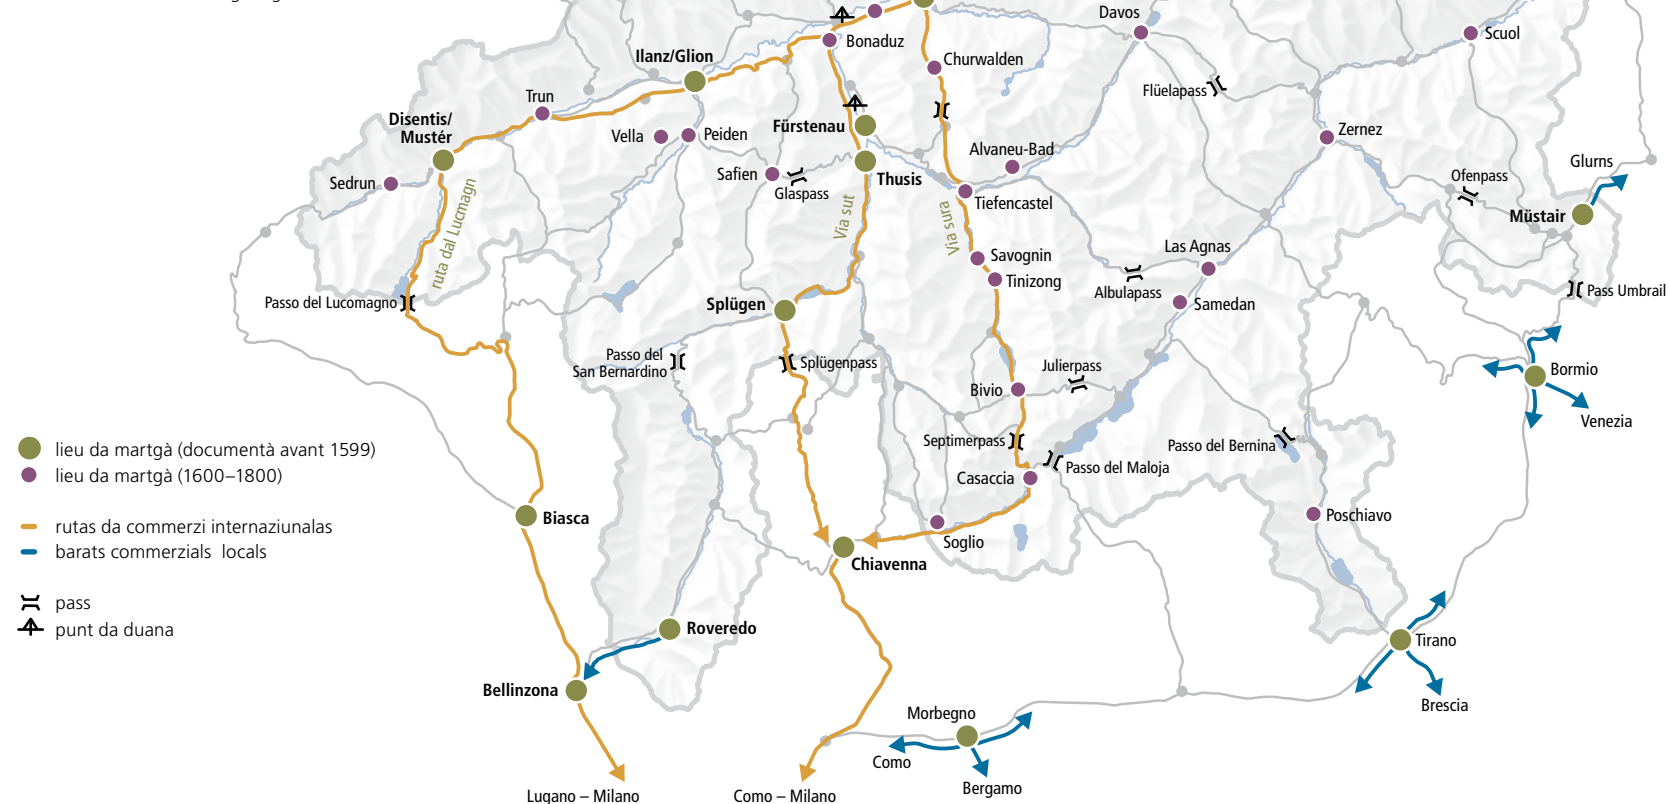 Davos
Scuol
Bonaduz
Ilanz/Glion
Churwalden
Flüelapass
Trun
Disentis/
Mustér
Fürstenau
Zernez
Vella
Peiden
Alvaneu-Bad
Glurns
Sedrun
Safien
Glaspass
Thusis
Ofenpass
Tiefencastel
Müstair
ruta dal Lucmagn
Via sut
Via sura
Las Agnas
Savognin
Tinizong
Albulapass
Samedan
Pass Umbrail
Passo del Lucomagno
Splügen
Passo del
San Bernardino
Splügenpass
Julierpass
Bivio
Bormio
Venezia
Septimerpass
Passo del Bernina
Passo del Maloja
Casaccia
lieu da martgà (documentà avant 1599)
lieu da martgà (1600–1800)
rutas da commerzi internaziunalas
barats commerzials locals
pass
punt da duana
Biasca
Soglio
Poschiavo
Chiavenna
Roveredo
Tirano
Bellinzona
Brescia
Morbegno
Como
Bergamo
Lugano – Milano
Como – Milano